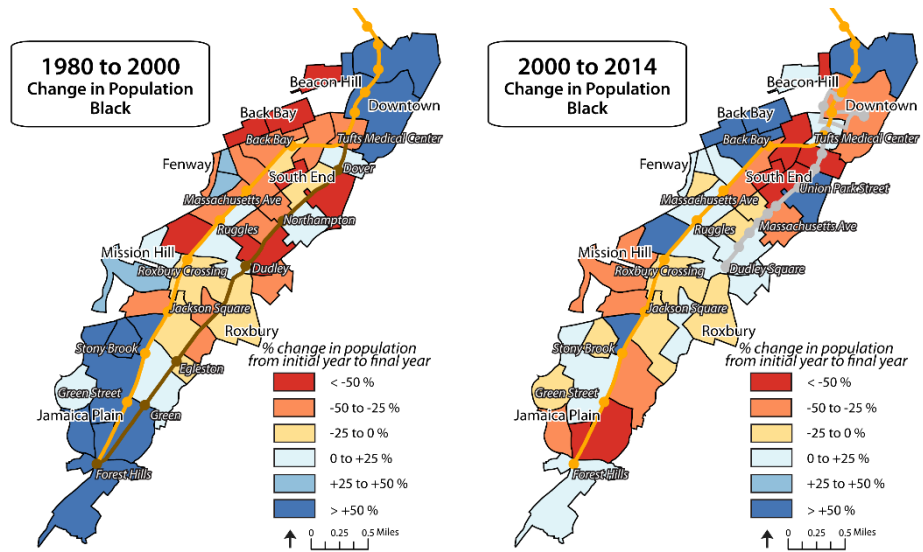 1980 to 2000
Change in Population
Black
Beacon Hill
Downtown
Back Bay
Back Bay
Tufts Medical Center
Fenway
South End
Dover
Massachusetts Ave
Northampton
Ruggles
Mission Hill
Roxbury Crossing
Dudley
Jackson Square
Roxbury
Stony Brook
Egleston
Green Street
Green
Jamaica Plain
Forest Hills
% change in population
from initial year to final year
< -50 %
-50 to -25 %
-25 to 0 %
0 to +25 %
+25 to +50 %
> +50 %
0 0.25 0.5 Miles
2000 to 2014
Change in Population
Black
Beacon Hill
Downtown
Back Bay
Back Bay
Tufts Medical Center
Fenway
South End
Union Park Street
Massachusetts Ave
Massachusetts Ave
Ruggles
Mission Hill
Roxbury Crossing
Dudley Square
Jackson Square
Roxbury
Stony Brook
Green Street
Jamaica Plain
Forest Hills
% change in population
from initial year to final year
< -50 %
-50 to -25 %
-25 to 0 %
0 to +25 %
+25 to +50 %
> +50 %
0 0.25 0.5 Miles